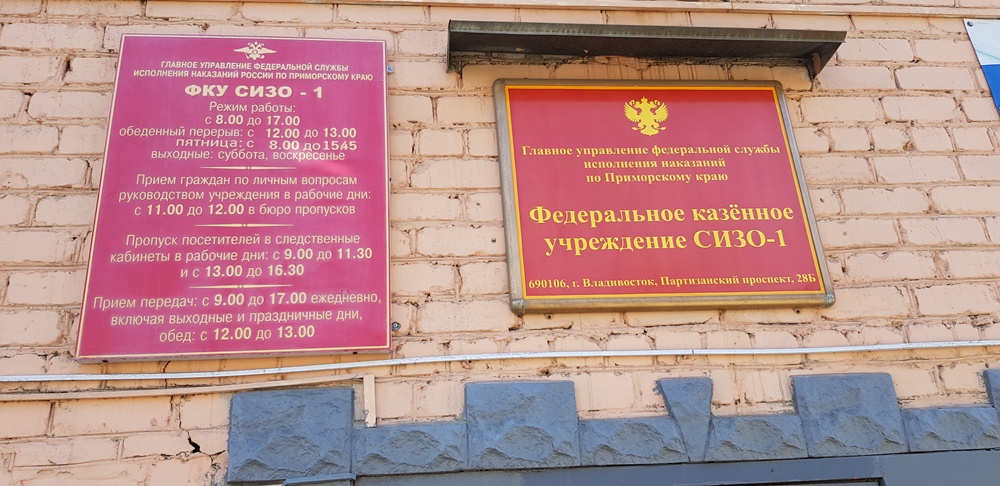 ГЛАВНОЕ УПРАВЛЕНИЕ ФЕДЕРАЛЬНОЙ СЛУЖБЫ
ИСПОЛНЕНИЯ НАКАЗАНИЙ РОССИИ ПО ПРИМОРСКОМУ КРАЮ
ФКУ СИЗО - 1
Режим работы:
с 8.00 до 17.00
обеденный перерыв: с 12.00 до 13.00
пятница: с 8.00 до 1545
выходные: суббота, воскресенье
Прием граждан по личным вопросам
руководством учреждения в рабочие дни:
с 11.00 до 12.00 в бюро пропусков
Пропуск посетителей в следственные
кабинеты в рабочие дни: с 9.00 до 11.30
и с 13.00 до 16.30
Прием передач: с 9.00 до 17.00 ежедневно,
включая выходные и праздничные дни,
обед: с 12.00 до 13.00
Главное управление федеральной службы
исполнения наказаний
по Приморскому краю
Федеральное казённое
учреждение СИЗО-1
690106, г. Владивосток, Партизанский проспект, 28Б